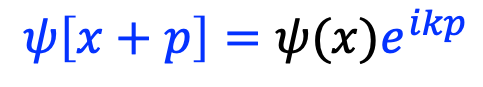 ψ[x + p] = ψ(x)e^{ikp}